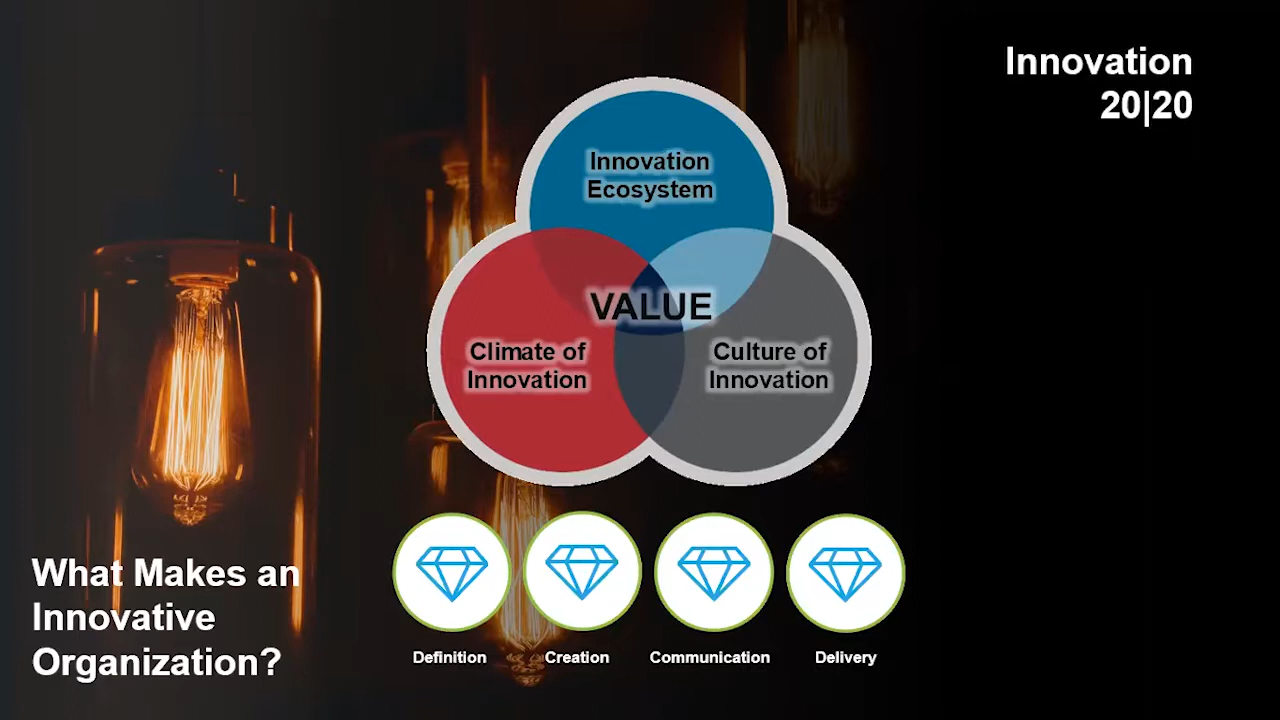 Innovation
20|20
Innovation
Ecosystem
VALUE
Climate of
Innovation
Culture of
Innovation
What Makes an
Innovative
Organization?
Definition
Creation
Communication
Delivery